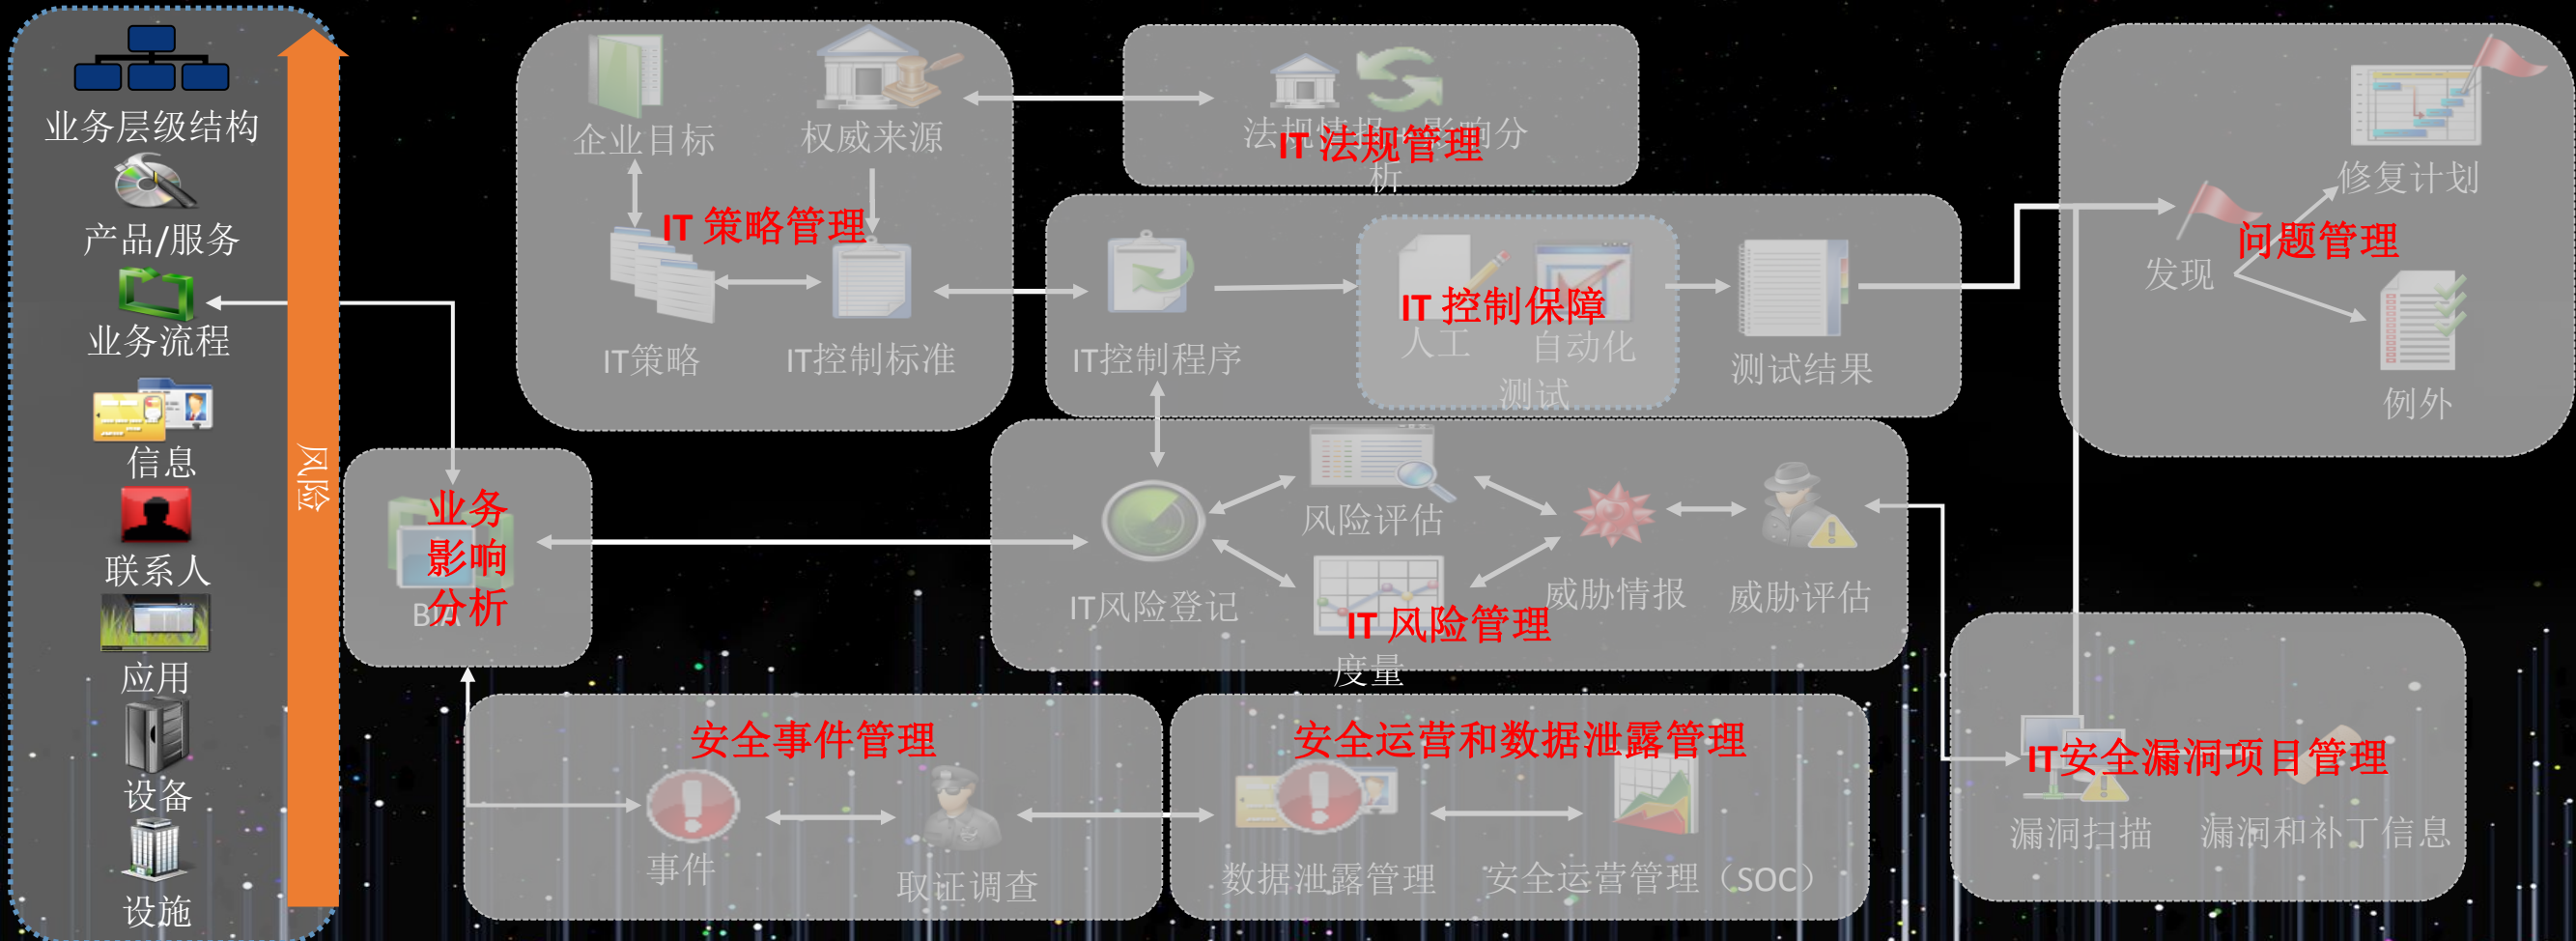 业务层级结构
产品/服务
业务流程
信息
联系人
应用
设备
设施
风险
企业目标
权威来源
IT 策略管理
IT策略
IT控制标准
法规情报 影响分
析
IT 法规管理
IT控制程序
IT 控制保障
人工
自动化
测试
测试结果
发现
修复计划
问题管理
例外
业务
影响
分析
BIA
IT风险登记
风险评估
IT 风险管理
度量
威胁情报
威胁评估
安全事件管理
事件
取证调查
安全运营和数据泄露管理
数据泄露管理
安全运营管理（SOC）
IT安全漏洞项目管理
漏洞扫描
漏洞和补丁信息